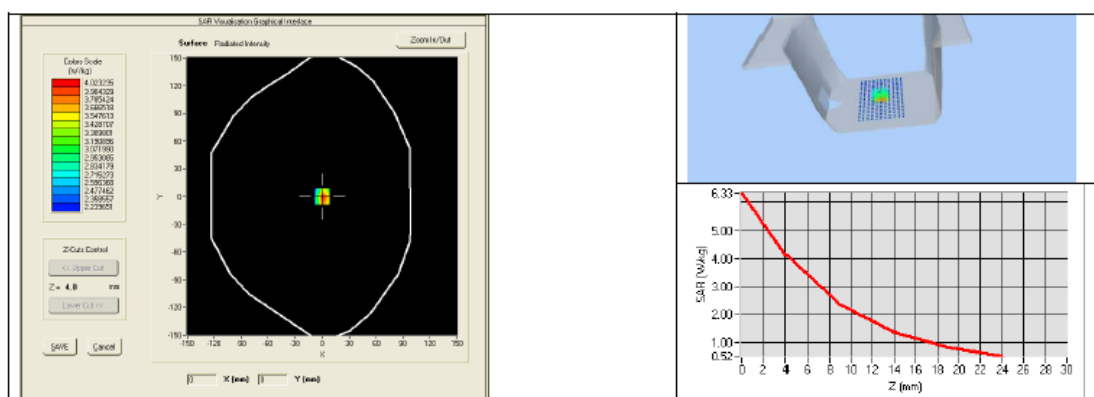 SAR Visualisation Graphical Interface
Surface Radiated Intensity
Zoom In/Out
Colors Scale
(W/kg)
4.023235
3.904329
3.785424
3.666518
3.547613
3.428707
3.309801
3.190896
3.071990
2.953085
2.834179
2.715273
2.596368
2.477462
2.358557
2.239651
150
120
90
60
30
0
-30
-60
-90
-120
-150
Y
-150 -120 -90 -60 -30 0 30 60 90 120 150
X
Z-Cuts Control
<< Upper Cut
Z = 4.0 mm
Lower Cut >>
SAVE Cancel
0 X (mm) 0 Y (mm)
6.33
5.00
4.00
3.00
2.00
1.00
0.52
SAR (W/kg)
0 2 4 6 8 10 12 14 16 18 20 22 24 26 28 30
Z (mm)